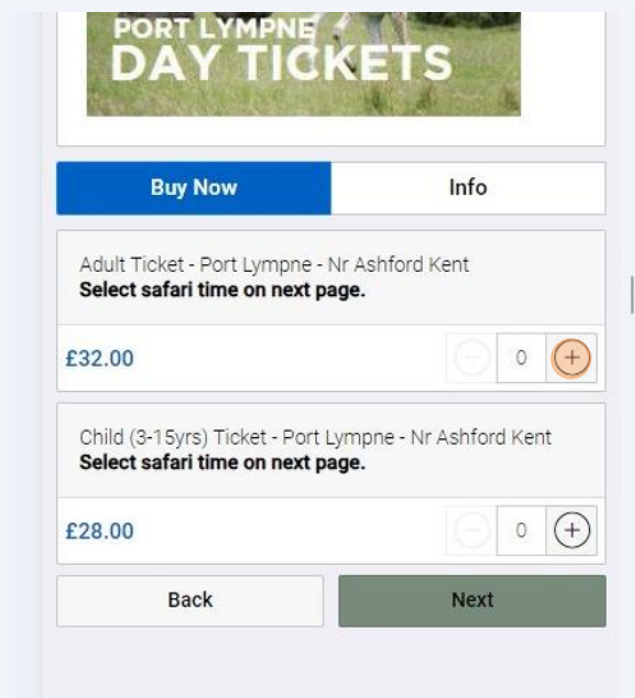 PORT LYMPNE
DAY TICKETS
Buy Now
Info
Adult Ticket - Port Lympne - Nr Ashford Kent
Select safari time on next page.
£32.00
0
Child (3-15yrs) Ticket - Port Lympne - Nr Ashford Kent
Select safari time on next page.
£28.00
0
Back
Next